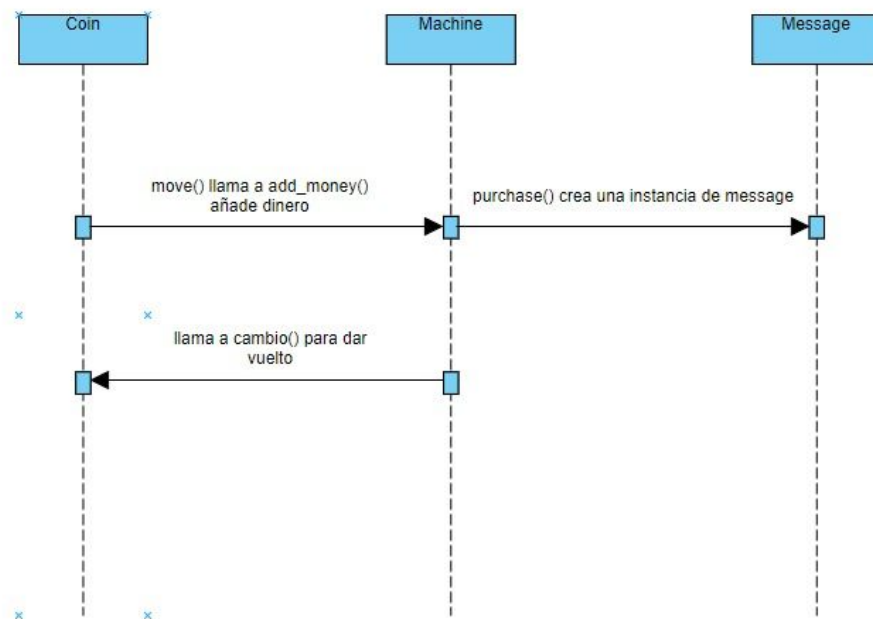 Coin
Machine
Message
move() llama a add_money()
añade dinero
purchase() crea una instancia de message
llama a cambio() para dar
vuelto